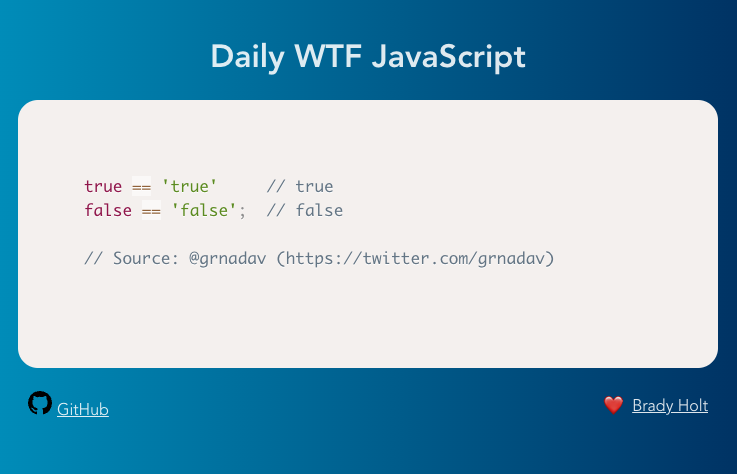 Daily WTF JavaScript
true == 'true'     // true
false == 'false';  // false
// Source: @grnadav (https://twitter.com/grnadav)
GitHub
❤️ Brady Holt